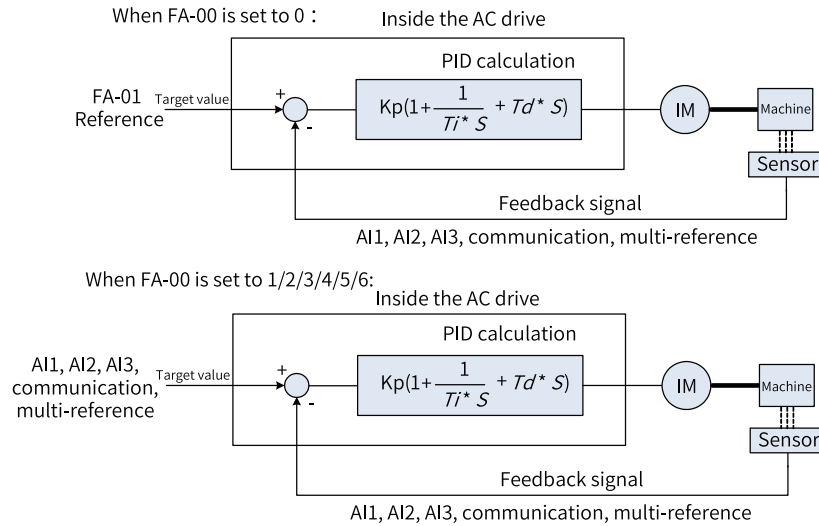 When FA-00 is set to 0 :
Inside the AC drive
PID calculation
FA-01
Reference
Target value
+
-
Kp(1+ 1/Ti* S + Td* S)
IM
Machine
Sensor
Feedback signal
AI1, AI2, AI3, communication, multi-reference
When FA-00 is set to 1/2/3/4/5/6:
Inside the AC drive
PID calculation
AI1, AI2, AI3,
communication,
multi-reference
Target value
+
-
Kp(1+ 1/Ti* S + Td* S)
IM
Machine
Sensor
Feedback signal
AI1, AI2, AI3, communication, multi-reference